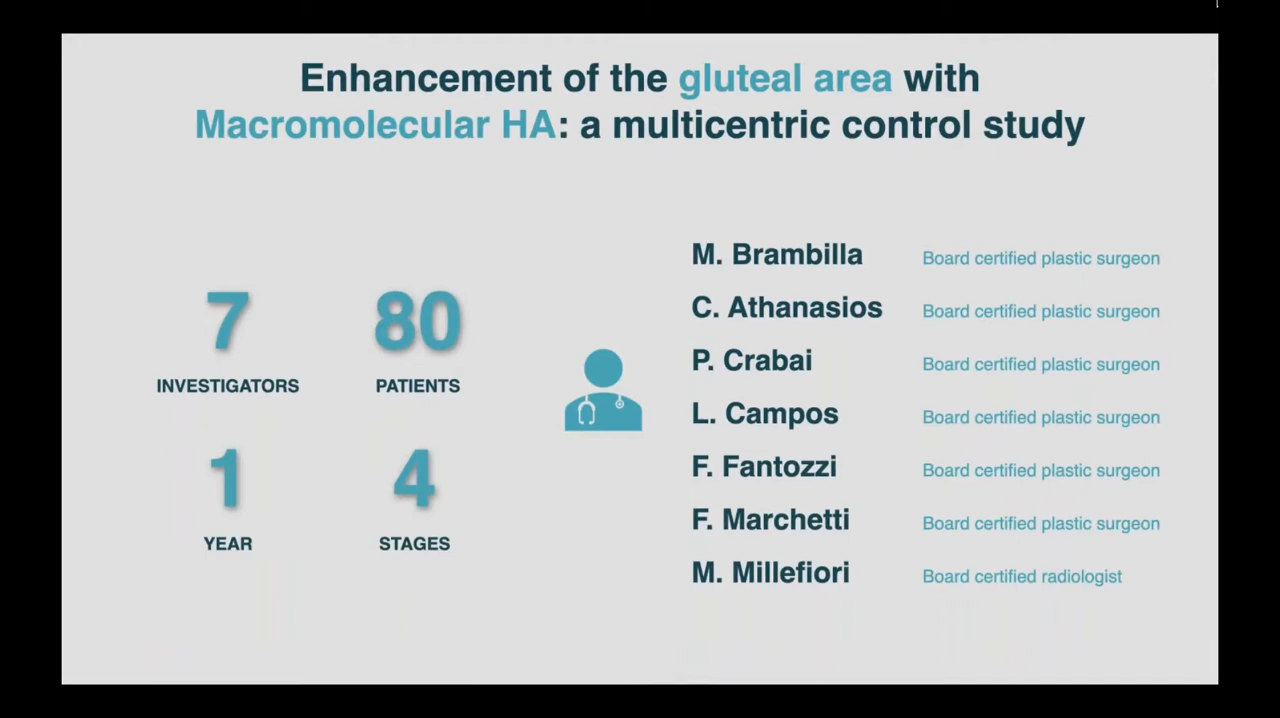 Enhancement of the gluteal area with
Macromolecular HA: a multicentric control study
7
INVESTIGATORS
80
PATIENTS
1
YEAR
4
STAGES
M. Brambilla Board certified plastic surgeon
C. Athanasios Board certified plastic surgeon
P. Crabai Board certified plastic surgeon
L. Campos Board certified plastic surgeon
F. Fantozzi Board certified plastic surgeon
F. Marchetti Board certified plastic surgeon
M. Millefiori Board certified radiologist